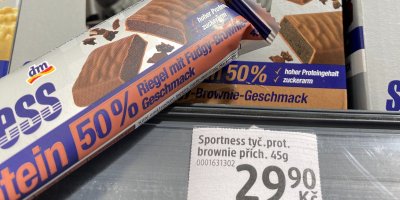 dm
ess
tein 50%
Riegel mit Fudge-Brownie-
Geschmack
50%
hoher Proteingehalt
zuckerarm
-Brownie-Geschmack
hoher Proteingehalt
zuckerarm
Sportness tyč.prot.
brownie přích. 45g
0001631302
29 90
Kč